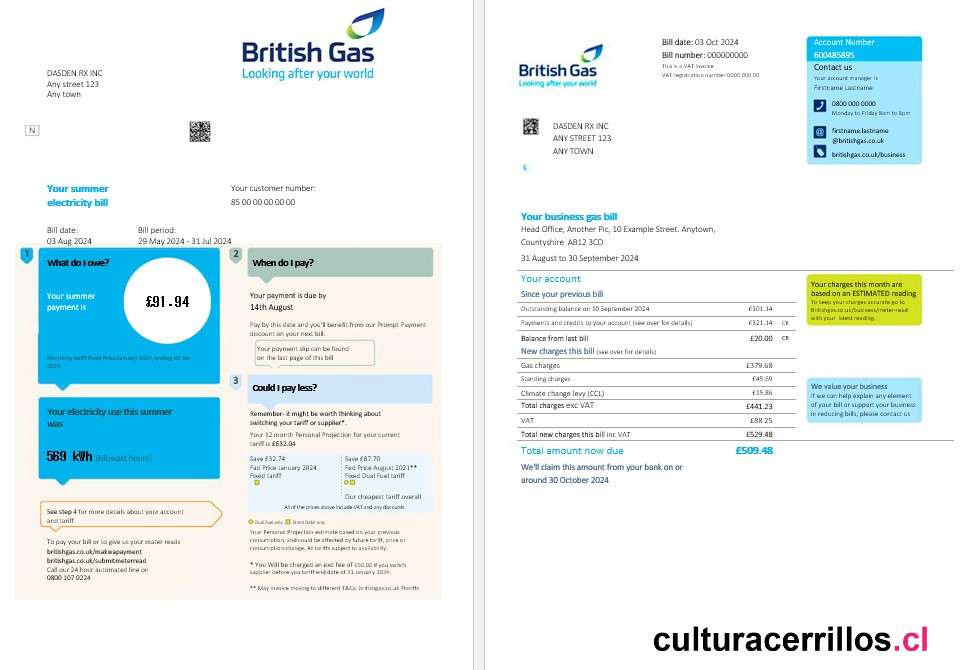 British Gas
Looking after your world
DASDEN RX INC
Any street 123
Any town
N
Your summer
electricity bill
Your customer number:
85 00 00 00 00 00
Bill date:
03 Aug 2024
Bill period:
29 May 2024 - 31 Jul 2024
1
What do I owe?
Your summer
payment is
£91.94
Electricity tariff Fixed Price January 2024, ending 31 Jan
2024
Your electricity use this summer
was
569 kWh (kilowatt hours)
See step 4 for more details about your account
and tariff
To pay your bill or to give us your mater reads
britishgas.co.uk/makwapayment
britishgas.co.uk/submitmeterread
Call our 24 hour automated line on
0800 107 0224
2
When do I pay?
Your payment is due by
14th August
Pay by this date and you'll benefit from our Prompt Payment
discount on your next bill.
Your payment slip can be found
on the last page of this bill
3
Could I pay less?
Remember- it might be worth thinking about
switching your tariff or supplier*.
Your 12 month Personal Projection for your current
tariff is £632.04
Save £32.74
Fad Price January 2024
Fixed tariff
Save £87.70
Fed Price August 2021**
Fixed Dual Fuel tariff
Our cheapest tariff overall
All of the prices above include VAT and any discounts
Dual Fuel only
Direct Debit only
Your Personal Projection estimate based on your previous
consumption, and could be affected by future tariff, price or
consumption change. All tariffs subject to availability.
* You Will be charged an exit fee of £50.00 if you switch
supplier before you tariff end date of 31 January 2024.
** May invoice moving to different T&Cs: britishgas.co.uk
British Gas
Looking after your world
Bill date: 03 Oct 2024
Bill number: 000000000
This is a VAT invoice
VAT registration number 0000 000 00
Account Number
600485895
Contact us
Your account manager is
Firstname Lastname
0800 000 0000
Monday to Friday 8am to 8pm
firstname.lastname
@britishgas.co.uk
britishgas.co.uk/business
DASDEN RX INC
ANY STREET 123
ANY TOWN
Your business gas bill
Head Office, Another Plc, 10 Example Street. Anytown,
Countyshire AB12 3CD
31 August to 30 September 2024
Your account
Since your previous bill
Outstanding balance on 10 September 2024 £301.14
Payments and credits to your account (see over for details) £321.14 CR
Balance from last bill £20.00 CR
New charges this bill (see over for details)
Gas charges £379.68
Standing charges £45.69
Climate change levy (CCL) £15.86
Total charges exc VAT £441.23
VAT £88.25
Total new charges this bill inc VAT £529.48
Total amount now due £509.48
We'll claim this amount from your bank on or
around 30 October 2024
Your charges this month are
based on an ESTIMATED reading
To keep your charges accurate go to
Britishgas.co.uk/business/meter-read
with your latest reading.
We value your business
If we can help explain any element
of your bill or support your business
in reducing bills, please contact us
culturacerrillos.cl